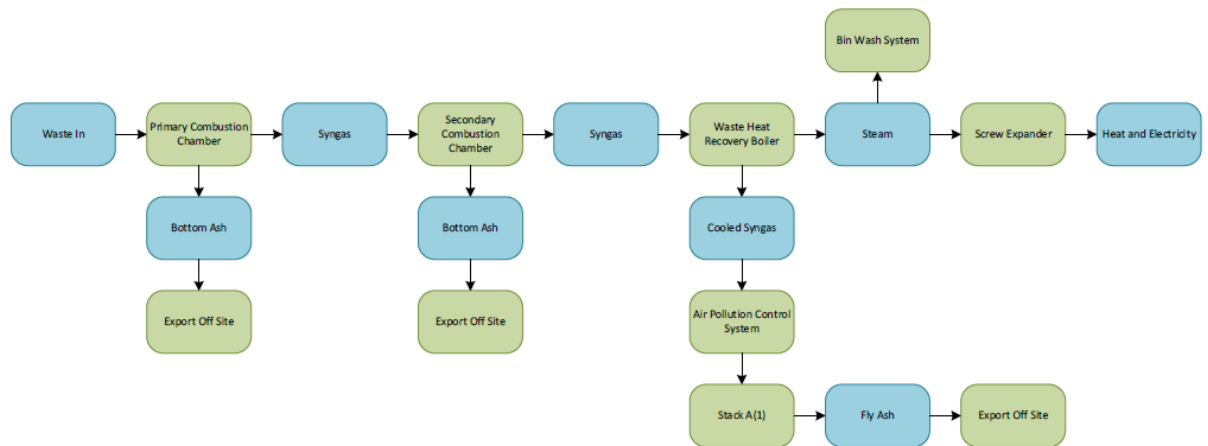 Bin Wash System
Waste In
Primary Combustion
Chamber
Syngas
Secondary
Combustion
Chamber
Syngas
Waste Heat
Recovery Boiler
Steam
Screw Expander
Heat and Electricity
Bottom Ash
Bottom Ash
Cooled Syngas
Export Off Site
Export Off Site
Air Pollution Control
System
Stack A(1)
Fly Ash
Export Off Site